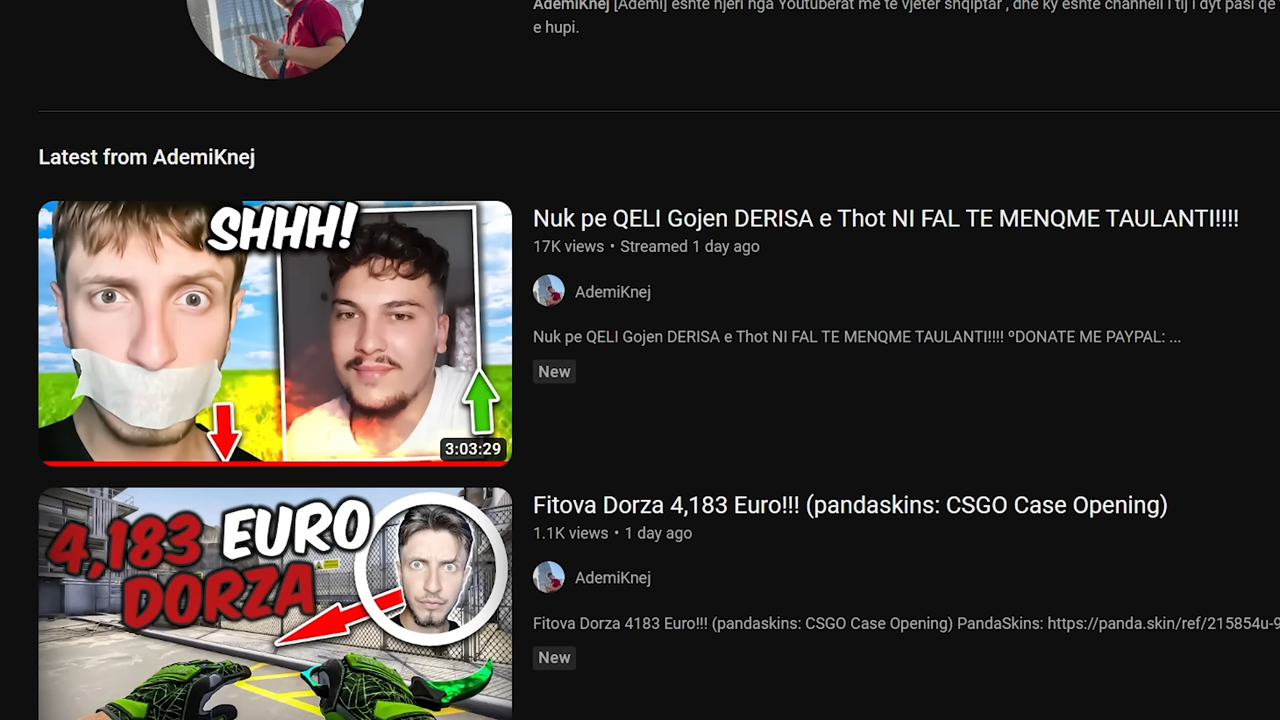 AdemiKnej [Ademi] eshte njeri nga Youtuberat me te vjeter shqiptar , dhe ky eshte channeli i tij i dyt pasi qe
e hupi.
Latest from AdemiKnej
SHHH!
3:03:29
Nuk pe QELI Gojen DERISA e Thot NI FAL TE MENQME TAULANTI!!!!
17K views • Streamed 1 day ago
AdemiKnej
Nuk pe QELI Gojen DERISA e Thot NI FAL TE MENQME TAULANTI!!!! ºDONATE ME PAYPAL: ...
New
4,183 EURO
DORZA
Fitova Dorza 4,183 Euro!!! (pandaskins: CSGO Case Opening)
1.1K views • 1 day ago
AdemiKnej
Fitova Dorza 4183 Euro!!! (pandaskins: CSGO Case Opening) PandaSkins: https://panda.skin/ref/215854u-9
New